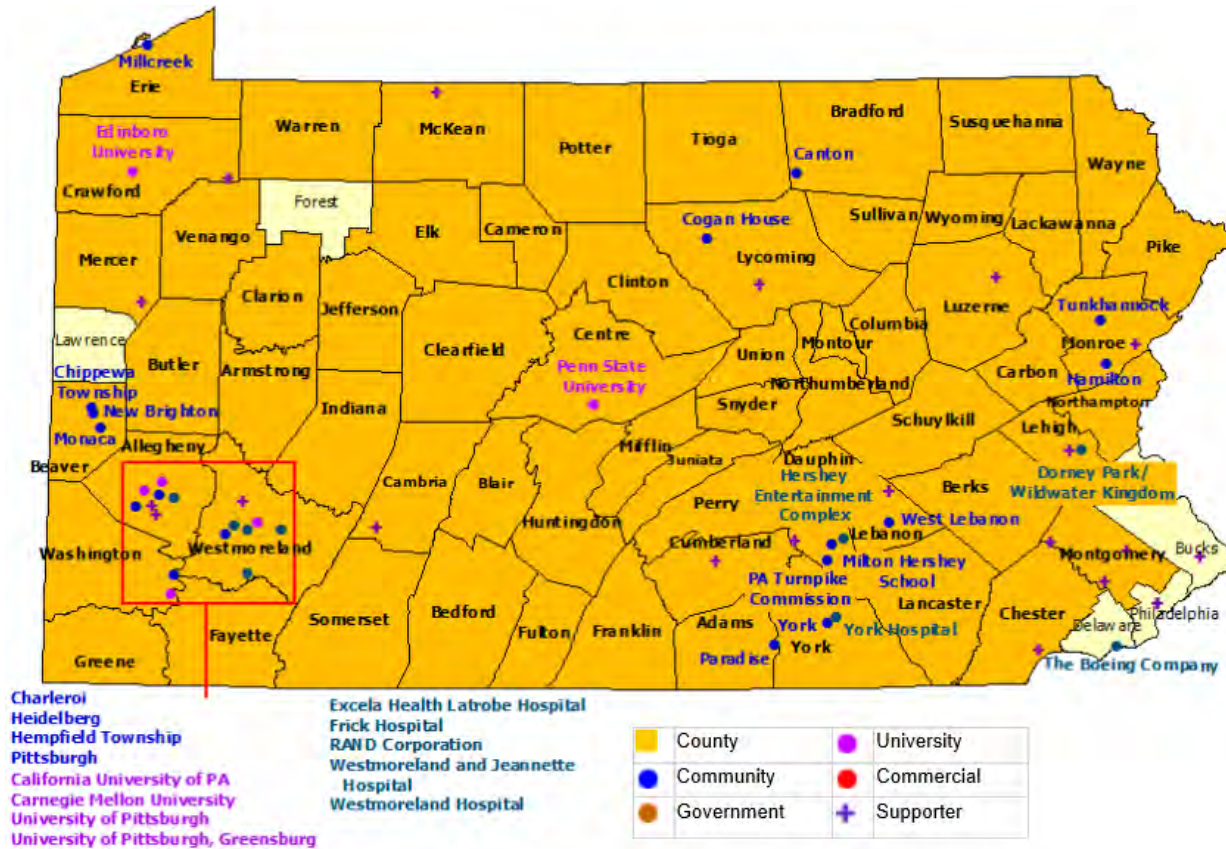 Millcreek
Erie
Warren
McKean
Potter
Tioga
Bradford
Susquehanna
Wayne
Edinboro
University
Crawford
Canton
Forest
Venango
Elk
Cameron
Cogan House
Lycoming
Sullivan
Wyoming
Lackawanna
Pike
Mercer
Clarion
Jefferson
Clinton
Luzerne
Tunkhannock
Lawrence
Butler
Armstrong
Clearfield
Centre
Penn State
University
Union
Montour
Columbia
Northumberland
Monroe
Carbon
Hamilton
Chippewa
Township
New Brighton
Monaca
Beaver
Allegheny
Indiana
Snyder
Mifflin
Juniata
Schuylkill
Northampton
Lehigh
Dorney Park/
Wildwater Kingdom
Cambria
Blair
Huntingdon
Perry
Dauphin
Hershey
Entertainment
Complex
Berks
West Lebanon
Lebanon
Washington
Westmoreland
Cumberland
Milton Hershey
School
PA Turnpike
Commission
Montgomery
Bucks
Greene
Fayette
Somerset
Bedford
Fulton
Franklin
Adams
York
York
York Hospital
Paradise
Lancaster
Chester
Delaware
Philadelphia
The Boeing Company
Charleroi
Heidelberg
Hempfield Township
Pittsburgh
California University of PA
Carnegie Mellon University
University of Pittsburgh
University of Pittsburgh, Greensburg
Excela Health Latrobe Hospital
Frick Hospital
RAND Corporation
Westmoreland and Jeannette
Hospital
Westmoreland Hospital
County
University
Community
Commercial
Government
Supporter